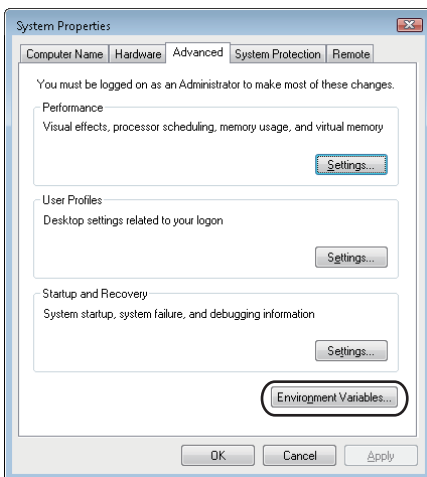 System Properties
Computer Name Hardware Advanced System Protection Remote
You must be logged on as an Administrator to make most of these changes.
Performance
Visual effects, processor scheduling, memory usage, and virtual memory
Settings...
User Profiles
Desktop settings related to your logon
Settings...
Startup and Recovery
System startup, system failure, and debugging information
Settings...
Environment Variables...
OK Cancel Apply